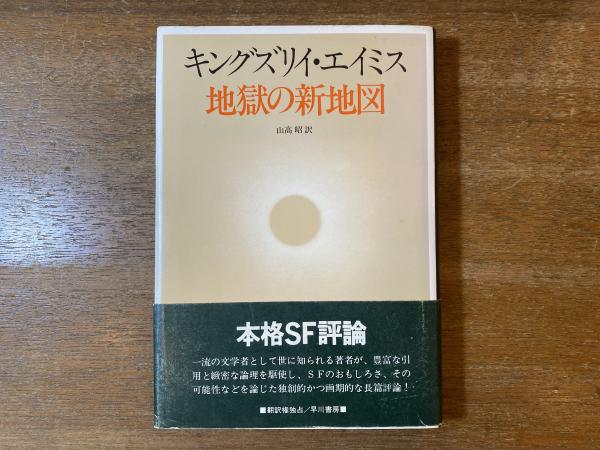 キングズリイ・エイミス
地獄の新地図
山高 昭 訳
本格SF評論
一流の文学者として世に知られる著者が、豊富な引
用と緻密な論理を駆使し、SFのおもしろさ、その
可能性などを論じた独創的かつ画期的な長篇評論！
■翻訳権独占／早川書房■